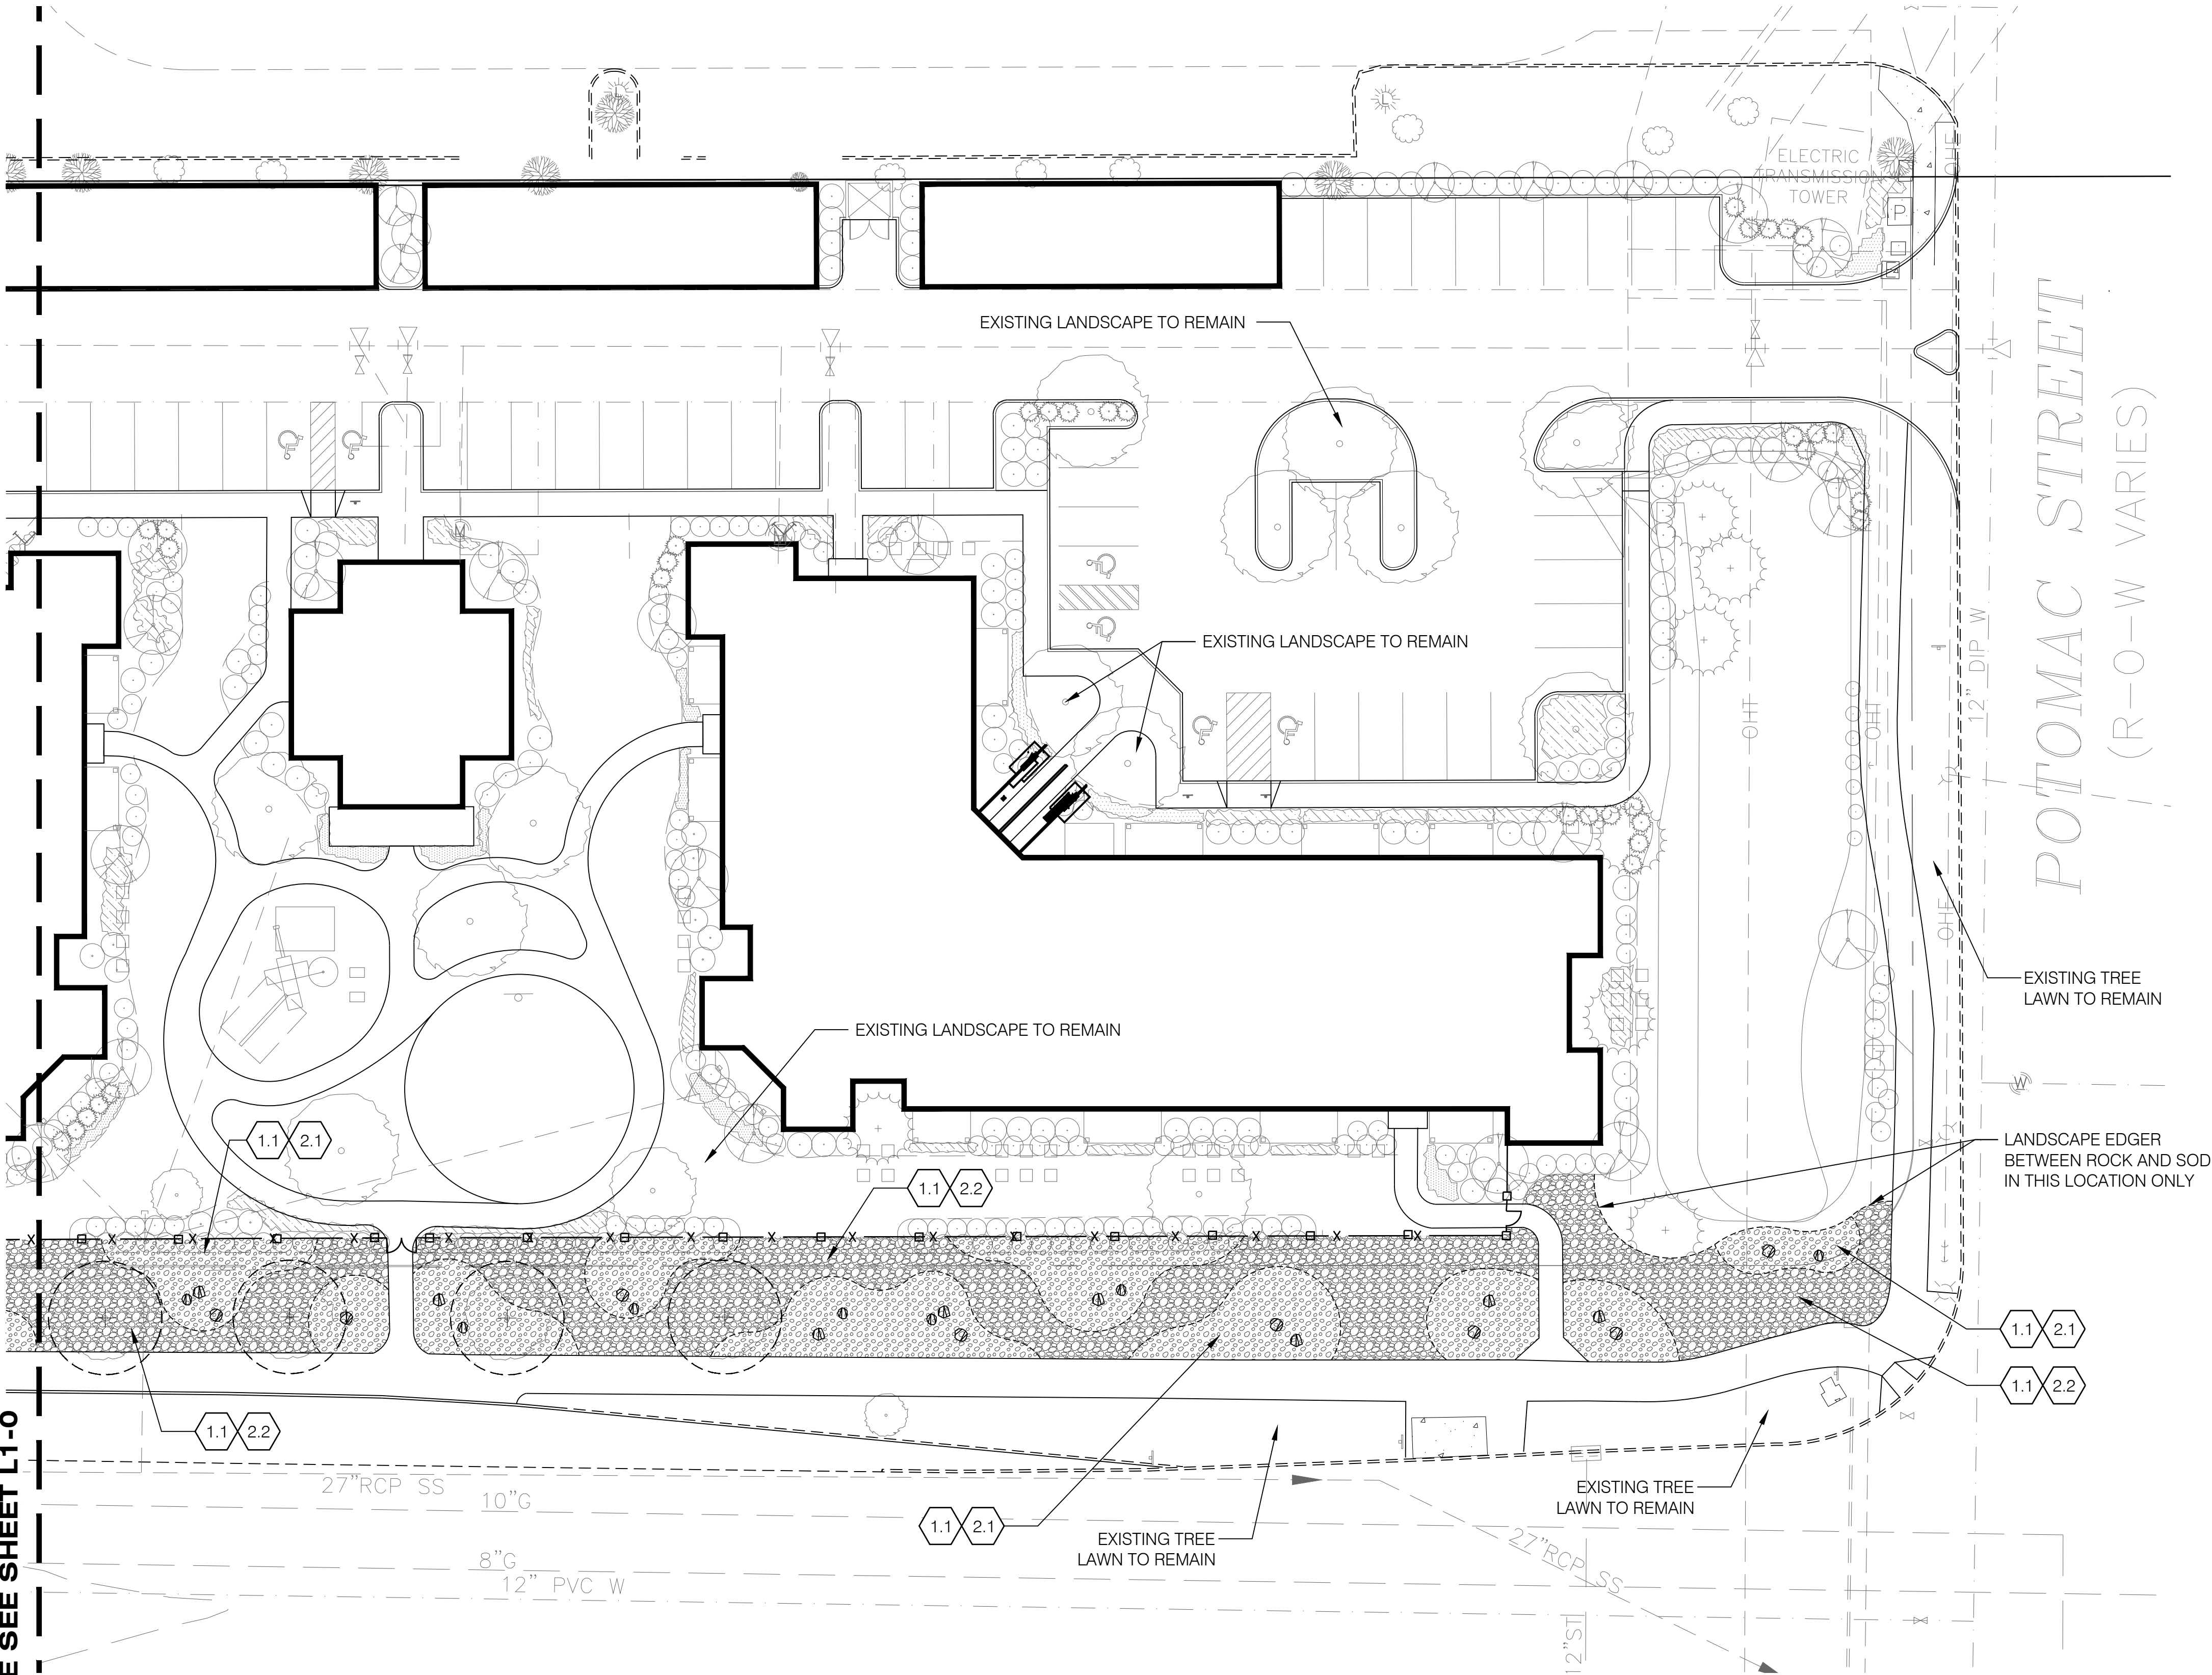 ELECTRIC
TRANSMISSION
TOWER
P
EXISTING LANDSCAPE TO REMAIN
POTOMAC STREET
(R-O-W VARIES)
EXISTING LANDSCAPE TO REMAIN
12" DIP W
OHT
OHT
OHE
EXISTING TREE
LAWN TO REMAIN
EXISTING LANDSCAPE TO REMAIN
W
LANDSCAPE EDGER
BETWEEN ROCK AND SOD
IN THIS LOCATION ONLY
1.1 2.1
1.1 2.2
1.1 2.1
1.1 2.2
1.1 2.2
1.1 2.1
EXISTING TREE
LAWN TO REMAIN
EXISTING TREE
LAWN TO REMAIN
27"RCP SS
10"G
8"G
12" PVC W
27"RCP SS
12"ST
E SEE SHEET L1-0